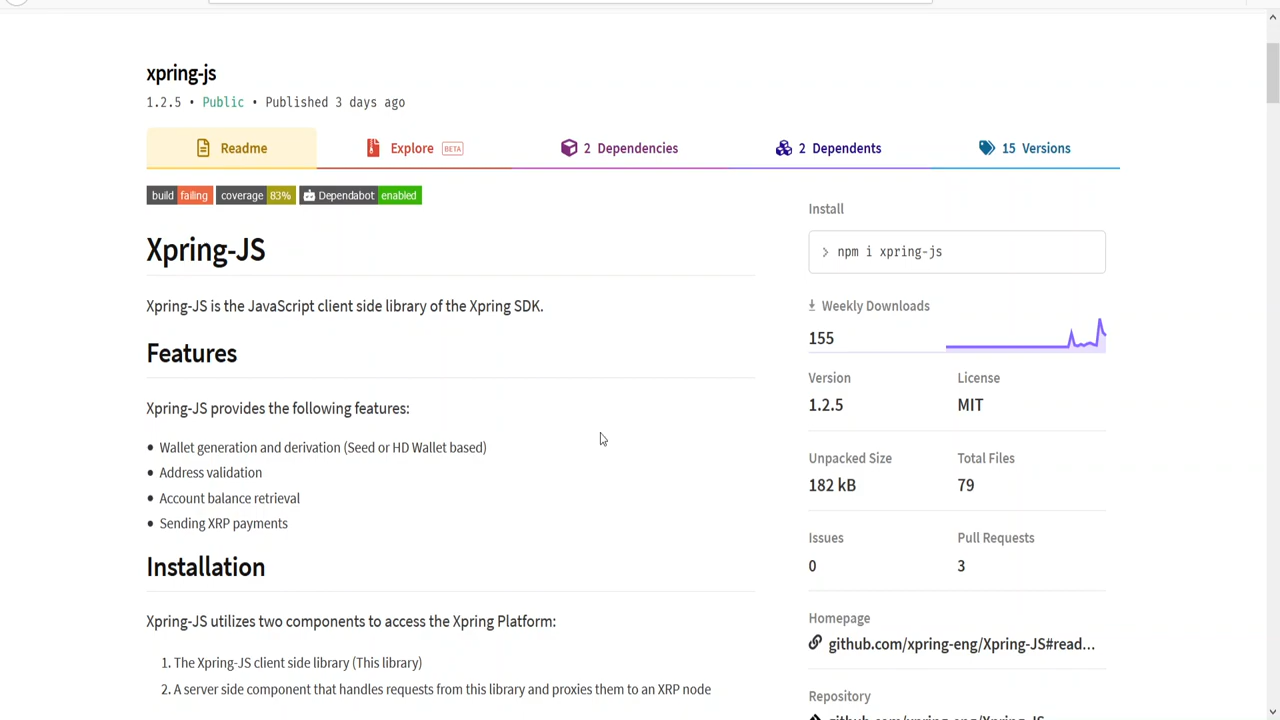 xpring-js
1.2.5 • Public • Published 3 days ago
Readme
Explore BETA
2 Dependencies
2 Dependents
15 Versions
build failing coverage 83% Dependabot enabled
Xpring-JS
Xpring-JS is the JavaScript client side library of the Xpring SDK.
Features
Xpring-JS provides the following features:
• Wallet generation and derivation (Seed or HD Wallet based)
• Address validation
• Account balance retrieval
• Sending XRP payments
Installation
Xpring-JS utilizes two components to access the Xpring Platform:
1. The Xpring-JS client side library (This library)
2. A server side component that handles requests from this library and proxies them to an XRP node
Install
> npm i xpring-js
Weekly Downloads
155
Version
1.2.5
License
MIT
Unpacked Size
182 kB
Total Files
79
Issues
0
Pull Requests
3
Homepage
github.com/xpring-eng/Xpring-JS#read...
Repository
github.com/xpring-eng/Xpring-JS